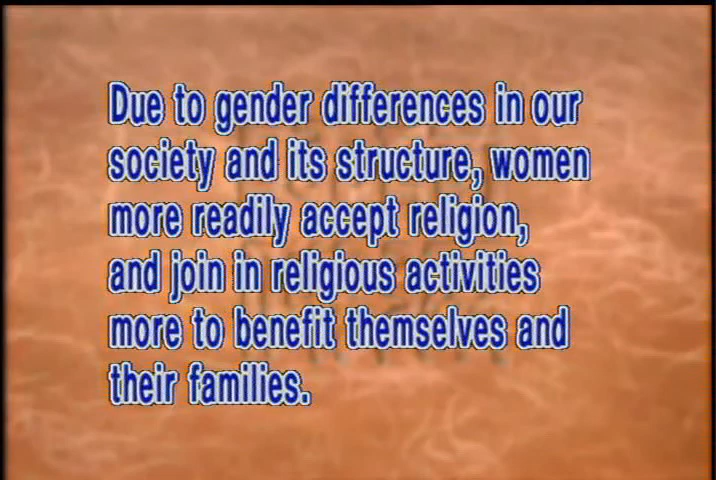 Due to gender differences in our
society and its structure, women
more readily accept religion,
and join in religious activities
more to benefit themselves and
their families.